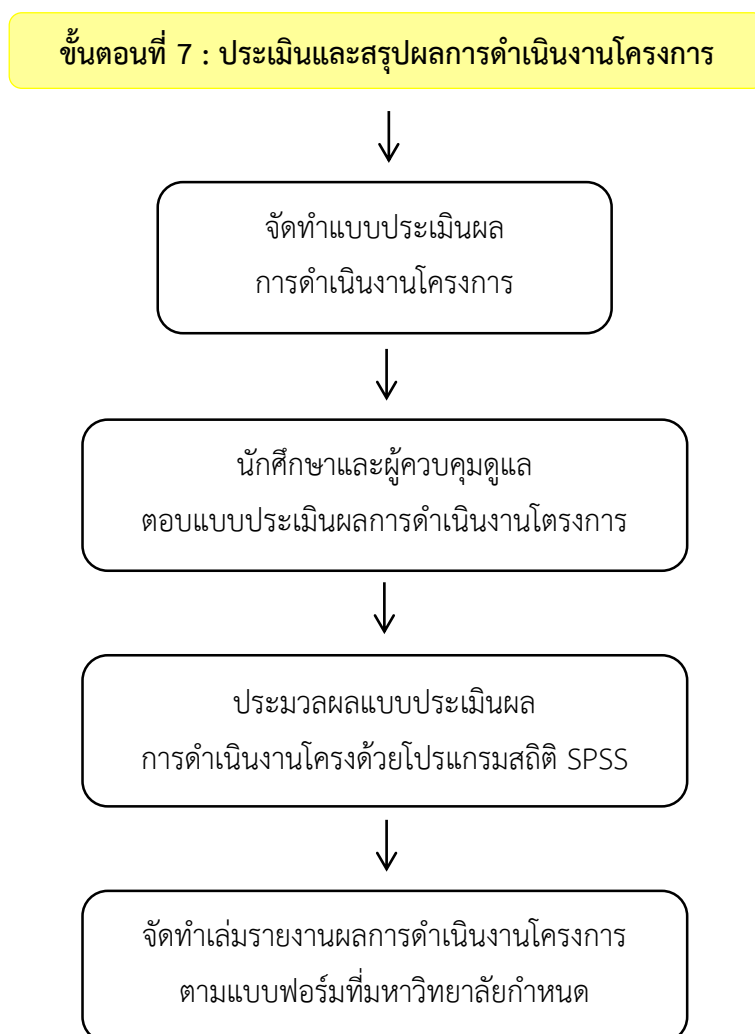 ขั้นตอนที่ 7 : ประเมินและสรุปผลการดำเนินงานโครงการ
จัดทำแบบประเมินผล
การดำเนินงานโครงการ
นักศึกษาและผู้ควบคุมดูแล
ตอบแบบประเมินผลการดำเนินงานโตรงการ
ประมวลผลแบบประเมินผล
การดำเนินงานโครงด้วยโปรแกรมสถิติ SPSS
จัดทำเล่มรายงานผลการดำเนินงานโครงการ
ตามแบบฟอร์มที่มหาวิทยาลัยกำหนด